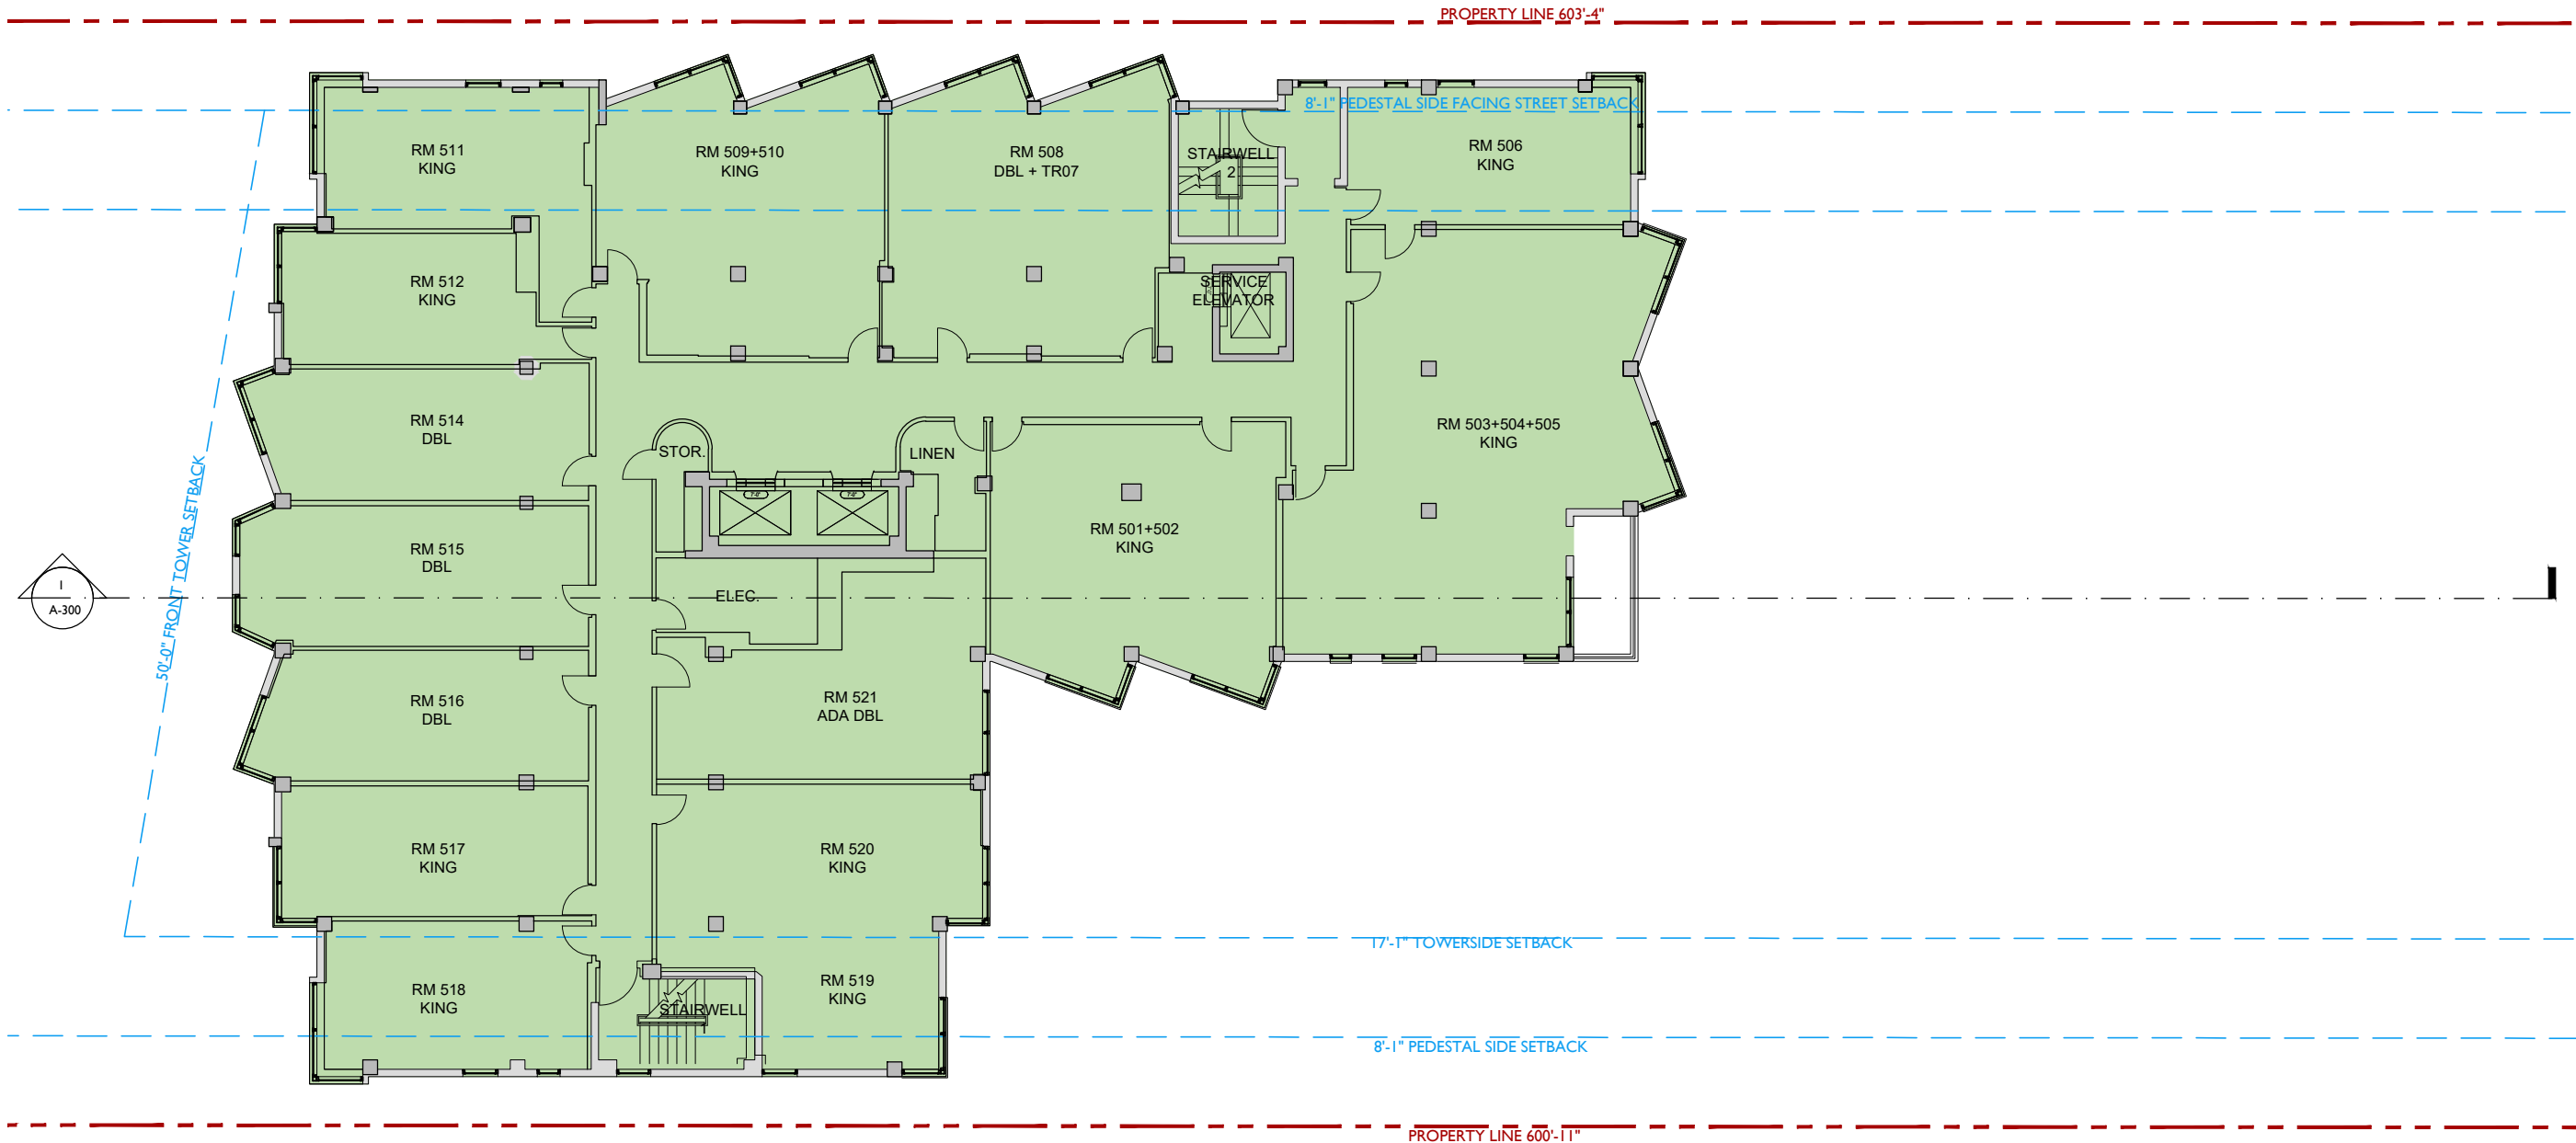 PROPERTY LINE 603'-4"
8'-1" PEDESTAL SIDE FACING STREET SETBACK
RM 511
KING
RM 509+510
KING
RM 508
DBL + TR07
STAIRWELL
2
RM 506
KING
RM 512
KING
SERVICE
ELEVATOR
RM 514
DBL
STOR.
LINEN
RM 503+504+505
KING
50'-0" FRONT TOWER SETBACK
7'-0"
7'-0"
RM 501+502
KING
RM 515
DBL
1
A-300
ELEC.
RM 516
DBL
RM 521
ADA DBL
RM 517
KING
RM 520
KING
17'-1" TOWERSIDE SETBACK
RM 518
KING
STAIRWELL
RM 519
KING
8'-1" PEDESTAL SIDE SETBACK
PROPERTY LINE 600'-11"